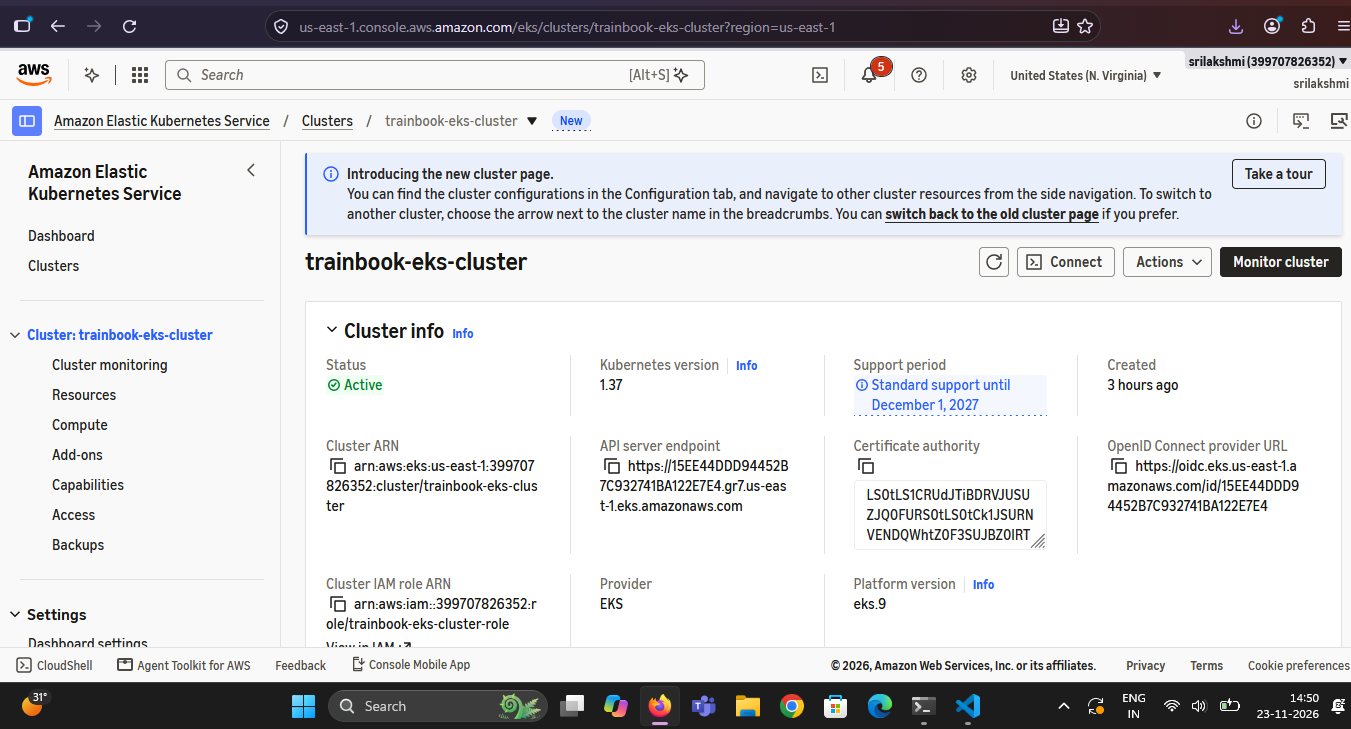 us-east-1.console.aws.amazon.com/eks/clusters/trainbook-eks-cluster?region=us-east-1
aws
Search
[Alt+S]
5
United States (N. Virginia)
srilakshmi (399707826352)
srilakshmi
Amazon Elastic Kubernetes Service / Clusters / trainbook-eks-cluster New
Amazon Elastic
Kubernetes Service
Dashboard
Clusters
Cluster: trainbook-eks-cluster
Cluster monitoring
Resources
Compute
Add-ons
Capabilities
Access
Backups
Settings
Dashboard settings
Introducing the new cluster page.
You can find the cluster configurations in the Configuration tab, and navigate to other cluster resources from the side navigation. To switch to
another cluster, choose the arrow next to the cluster name in the breadcrumbs. You can switch back to the old cluster page if you prefer.
Take a tour
trainbook-eks-cluster
Connect
Actions
Monitor cluster
Cluster info Info
Status
Active
Kubernetes version Info
1.37
Support period
Standard support until
December 1, 2027
Created
3 hours ago
Cluster ARN
arn:aws:eks:us-east-1:399707
826352:cluster/trainbook-eks-clus
ter
API server endpoint
https://15EE44DDD94452B
7C932741BA122E7E4.gr7.us-eas
t-1.eks.amazonaws.com
Certificate authority
LS0tLS1CRUdJTiBDRVJUSU
ZJQ0FURS0tLS0tCk1JSURN
VENDQWhtZ0F3SUJBZ0lRT
OpenID Connect provider URL
https://oidc.eks.us-east-1.a
mazonaws.com/id/15EE44DDD9
4452B7C932741BA122E7E4
Cluster IAM role ARN
arn:aws:iam::399707826352:r
ole/trainbook-eks-cluster-role
View in IAM
Provider
EKS
Platform version Info
eks.9
CloudShell
Agent Toolkit for AWS
Feedback
Console Mobile App
© 2026, Amazon Web Services, Inc. or its affiliates.
Privacy
Terms
Cookie preferences
31°
Search
ENG
IN
14:50
23-11-2026